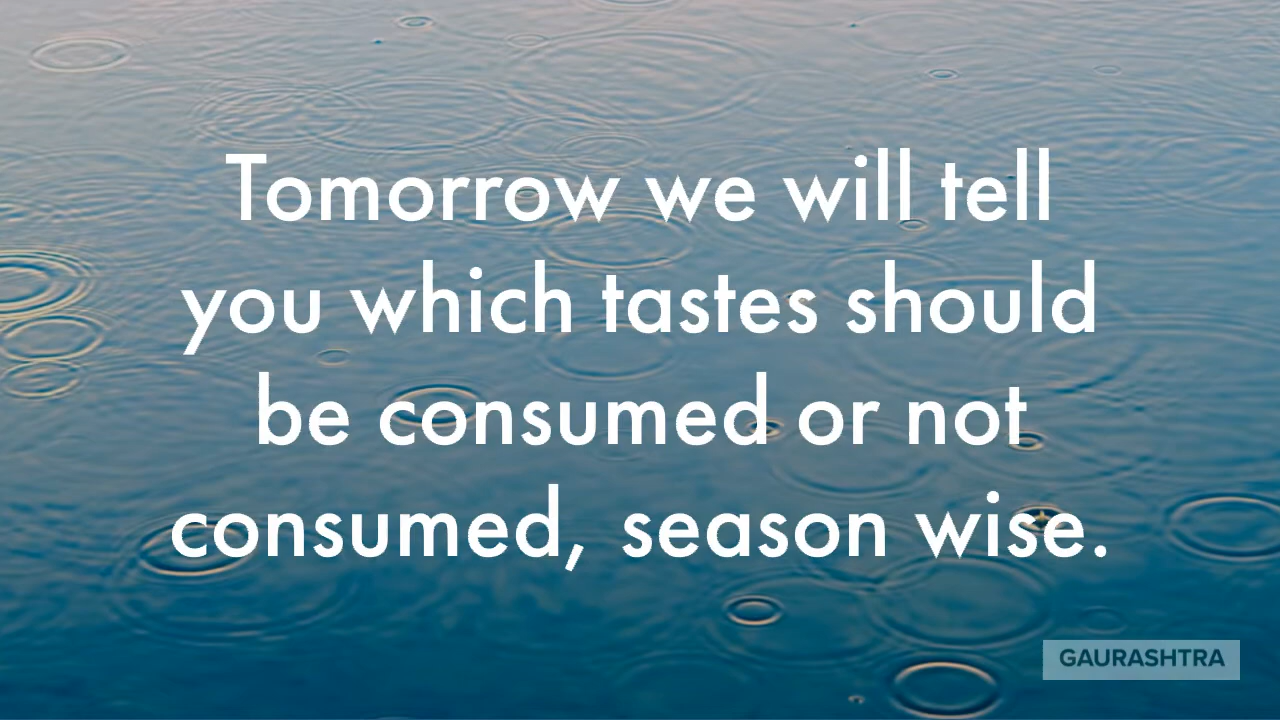 Tomorrow we will tell
you which tastes should
be consumed or not
consumed, season wise.
GAURASHTRA